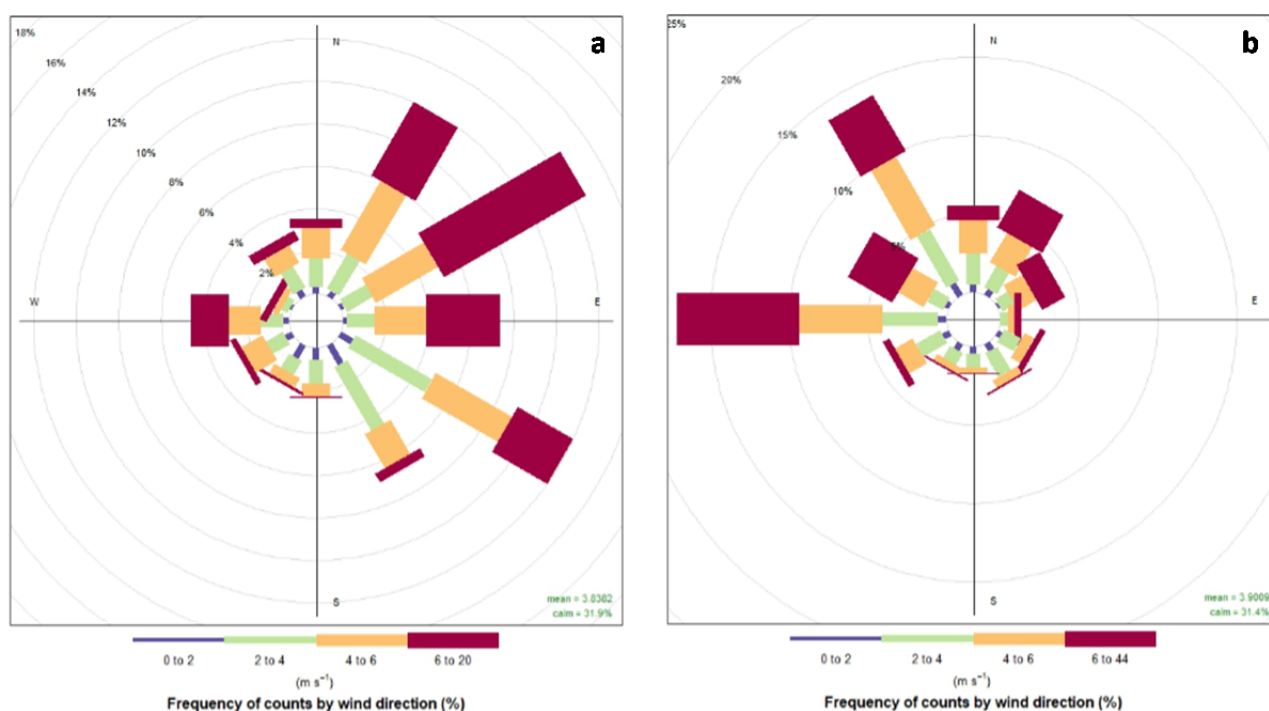 a
18%
16%
14%
12%
10%
8%
6%
4%
2%
N
W
E
S
mean = 3.8382
calm = 31.9%
0 to 2 2 to 4 4 to 6 6 to 20
(m s⁻¹)
Frequency of counts by wind direction (%)
b
25%
20%
15%
10%
5%
N
E
S
mean = 3.9009
calm = 31.4%
0 to 2 2 to 4 4 to 6 6 to 44
(m s⁻¹)
Frequency of counts by wind direction (%)